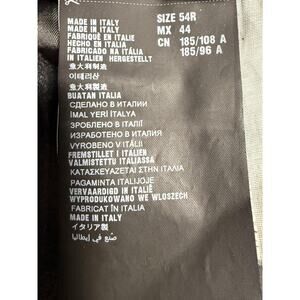 MADE IN ITALY
MADE IN ITALY
FABRIQUÉ EN ITALIE
HECHO EN ITALIA
FABRICADO NA ITÁLIA
IN ITALIEN HERGESTELLT
意大利制造
이태리산
意大利製造
BUATAN ITALIA
СДЕЛАНО В ИТАЛИИ
IMAL YERİ İTALYA
ЗРОБЛЕНО В ІТАЛІЇ
ИЗРАБОТЕНО В ИТАЛИЯ
VYROBENO V ITÁLII
FREMSTILLET I ITALIEN
VALMISTETTU ITALIASSA
ΚΑΤΑΣΚΕΥΑΖΕΤΑΙ ΣΤΗΝ ΙΤΑΛΙΑ
PAGAMINTA ITALIJOJE
VERVAARDIGD IN ITALIË
WYPRODUKOWANO WE WLOSZECH
FABRICAT ÎN ITALIA
MADE IN ITALY
イタリア製
صنع في إيطاليا
SIZE 54R
MX 44
CN 185/108 A
185/96 A